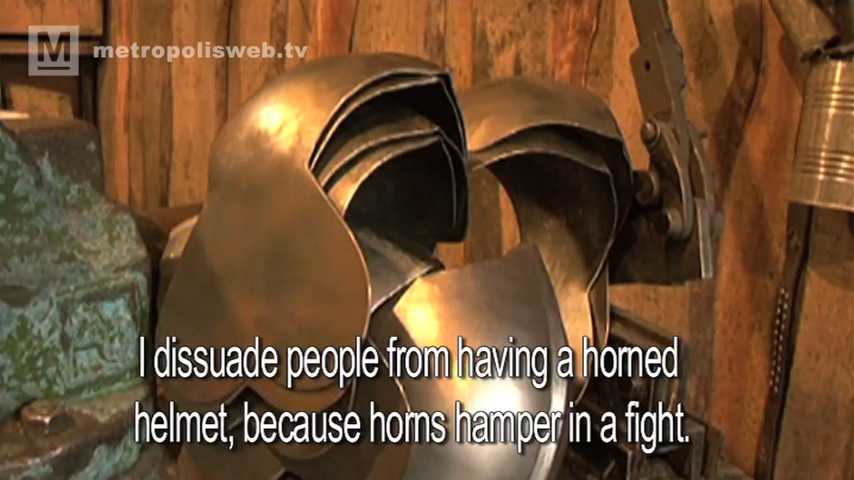 M metropolisweb.tv
I dissuade people from having a horned
helmet, because horns hamper in a fight.